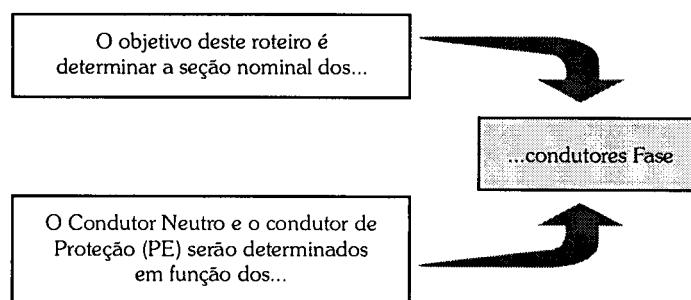 O objetivo deste roteiro é
determinar a seção nominal dos...
...condutores Fase
O Condutor Neutro e o condutor de
Proteção (PE) serão determinados
em função dos...